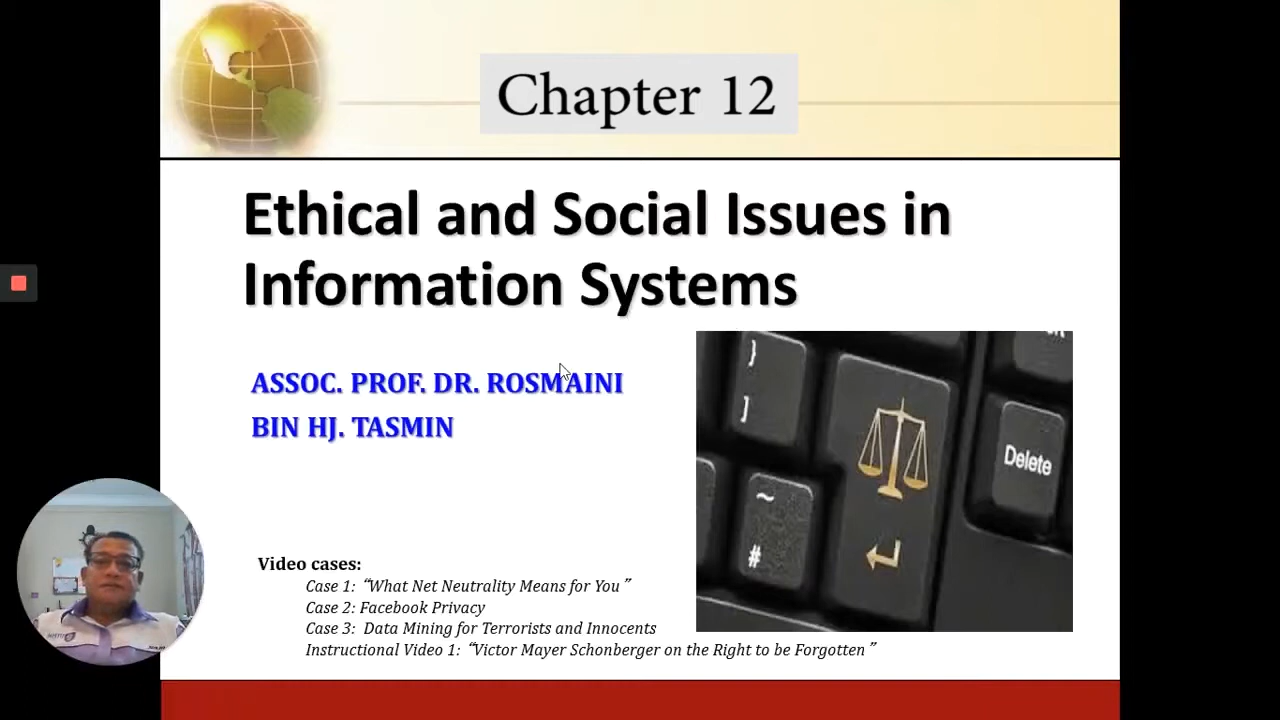 Chapter 12
Ethical and Social Issues in
Information Systems
ASSOC. PROF. DR. ROSMAINI
BIN HJ. TASMIN
}
]
~
#
Delete
Video cases:
Case 1: “What Net Neutrality Means for You”
Case 2: Facebook Privacy
Case 3: Data Mining for Terrorists and Innocents
Instructional Video 1: “Victor Mayer Schonberger on the Right to be Forgotten”